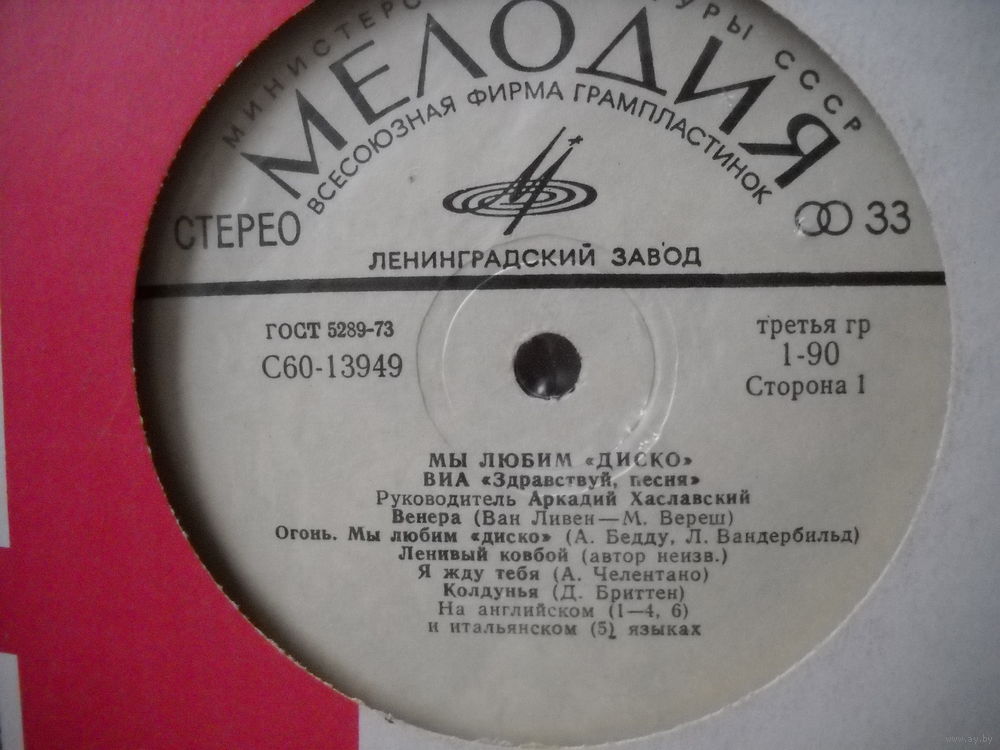 МИНИСТЕРС УРЫ СССР
МЕЛОДИЯ
ВСЕСОЮЗНАЯ ФИРМА ГРАМПЛАСТИНОК
СТЕРЕО
33
ЛЕНИНГРАДСКИЙ ЗАВОД
ГОСТ 5289-73
С60-13949
третья гр
1-90
Сторона 1
МЫ ЛЮБИМ «ДИСКО»
ВИА «Здравствуй, песня»
Руководитель Аркадий Хаславский
Венера (Ван Ливен — М. Вереш)
Огонь. Мы любим «диско» (А. Бедду, Л. Вандербильд)
Ленивый ковбой (автор неизв.)
Я жду тебя (А. Челентано)
Колдунья (Д. Бриттен)
На английском (1—4, 6)
и итальянском (5) языках
www.ay.by